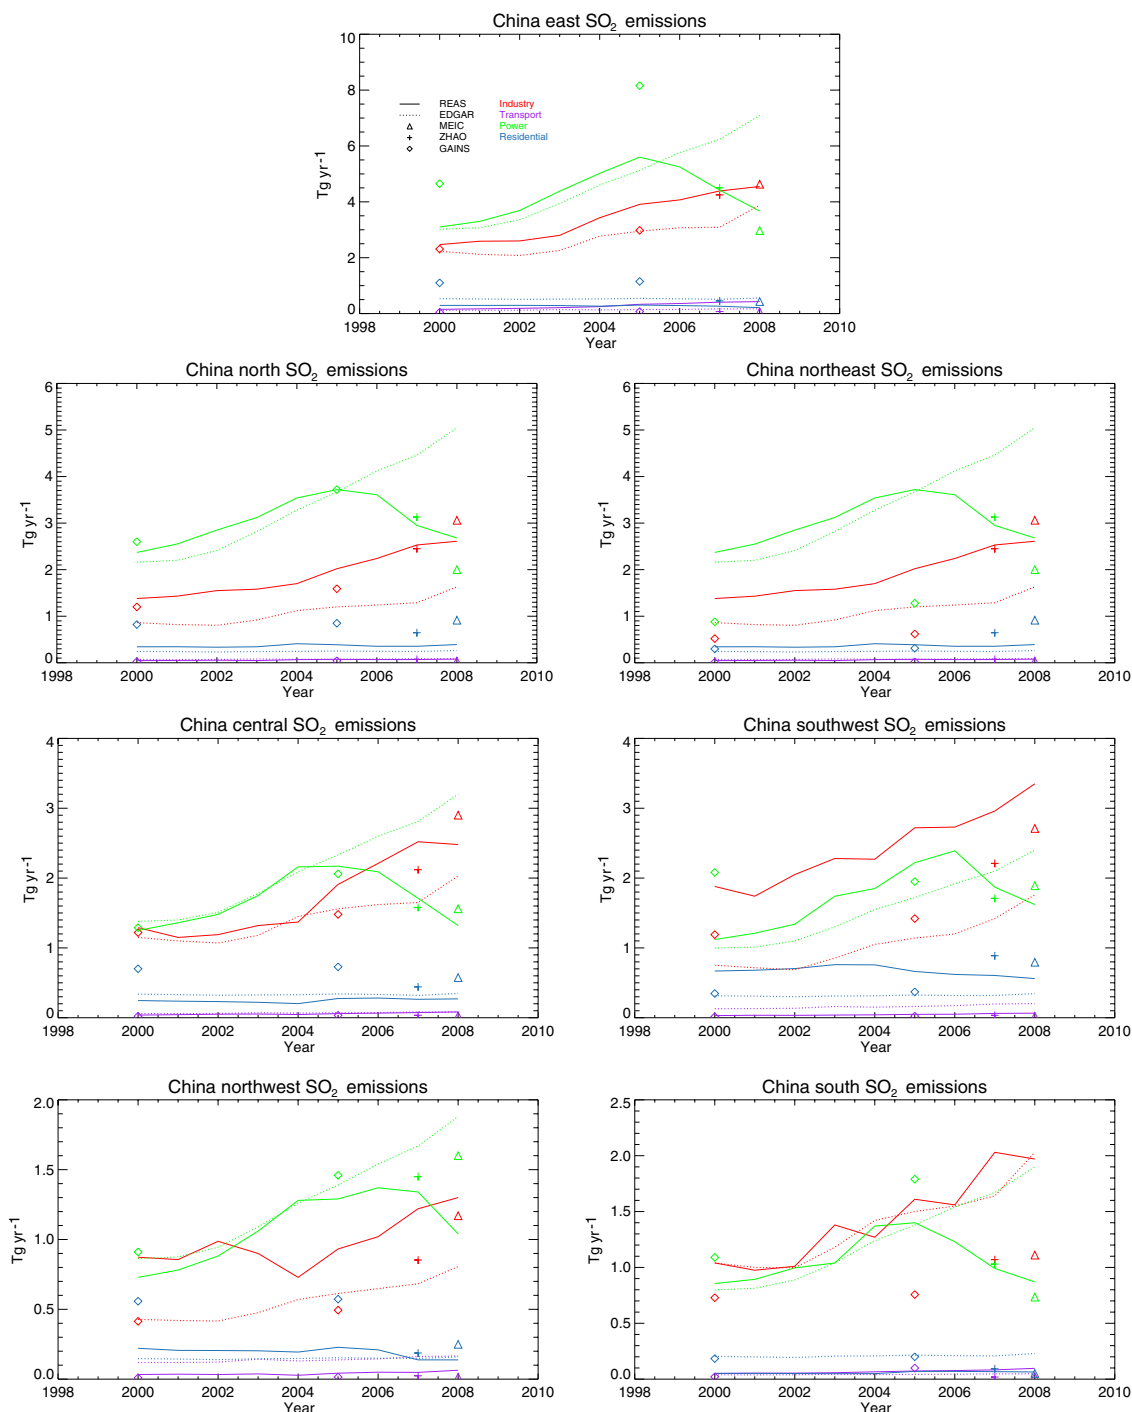 China east SO2 emissions
10
8
6
4
2
0
Tg yr-1
REAS Industry
EDGAR Transport
MEIC Power
ZHAO Residential
GAINS
1998 2000 2002 2004 2006 2008 2010
Year
China north SO2 emissions
6
5
4
3
2
1
0
Tg yr-1
1998 2000 2002 2004 2006 2008 2010
Year
China northeast SO2 emissions
6
5
4
3
2
1
0
Tg yr-1
1998 2000 2002 2004 2006 2008 2010
Year
China central SO2 emissions
4
3
2
1
0
Tg yr-1
1998 2000 2002 2004 2006 2008 2010
Year
China southwest SO2 emissions
4
3
2
1
0
Tg yr-1
1998 2000 2002 2004 2006 2008 2010
Year
China northwest SO2 emissions
2.0
1.5
1.0
0.5
0.0
Tg yr-1
1998 2000 2002 2004 2006 2008 2010
Year
China south SO2 emissions
2.5
2.0
1.5
1.0
0.5
0.0
Tg yr-1
1998 2000 2002 2004 2006 2008 2010
Year